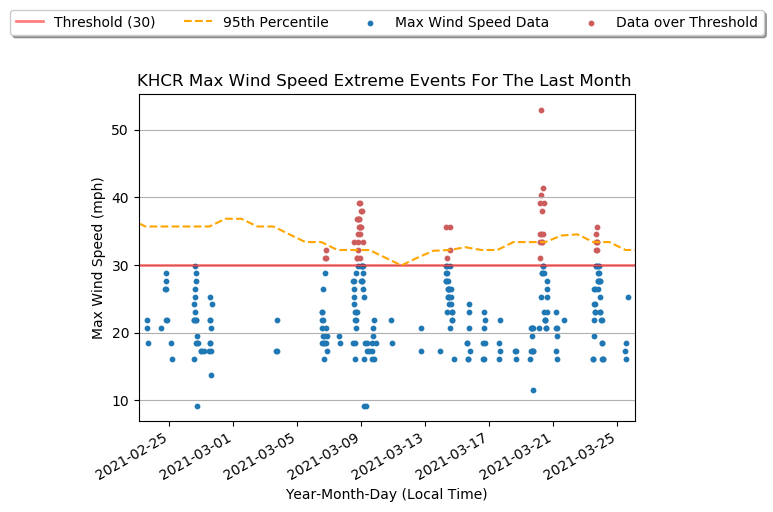 Threshold (30) 95th Percentile Max Wind Speed Data Data over Threshold
KHCR Max Wind Speed Extreme Events For The Last Month
50
40
30
20
10
Max Wind Speed (mph)
2021-02-25 2021-03-01 2021-03-05 2021-03-09 2021-03-13 2021-03-17 2021-03-21 2021-03-25
Year-Month-Day (Local Time)